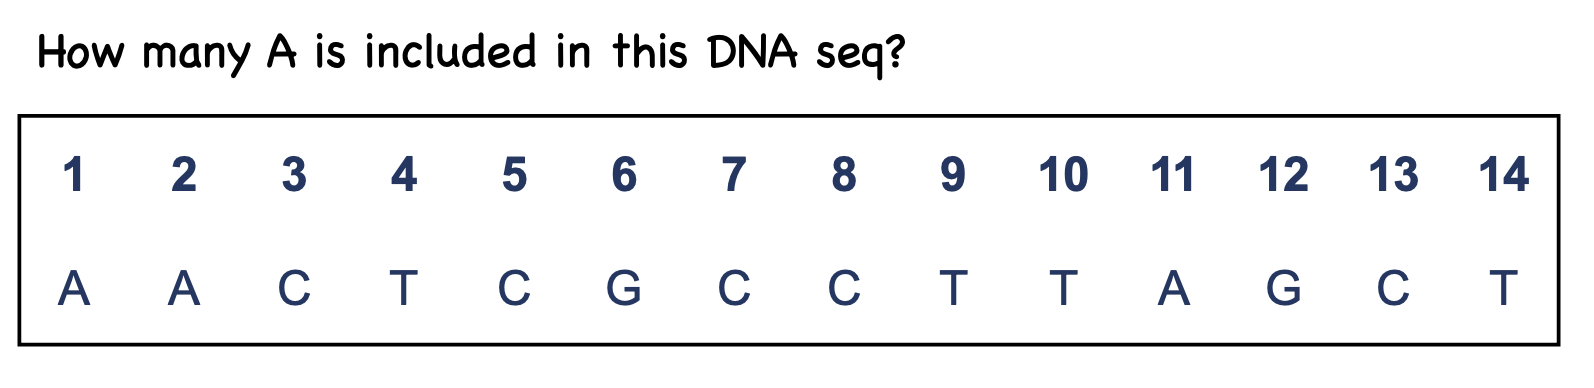 How many A is included in this DNA seq?
1 2 3 4 5 6 7 8 9 10 11 12 13 14
A A C T C G C C T T A G C T